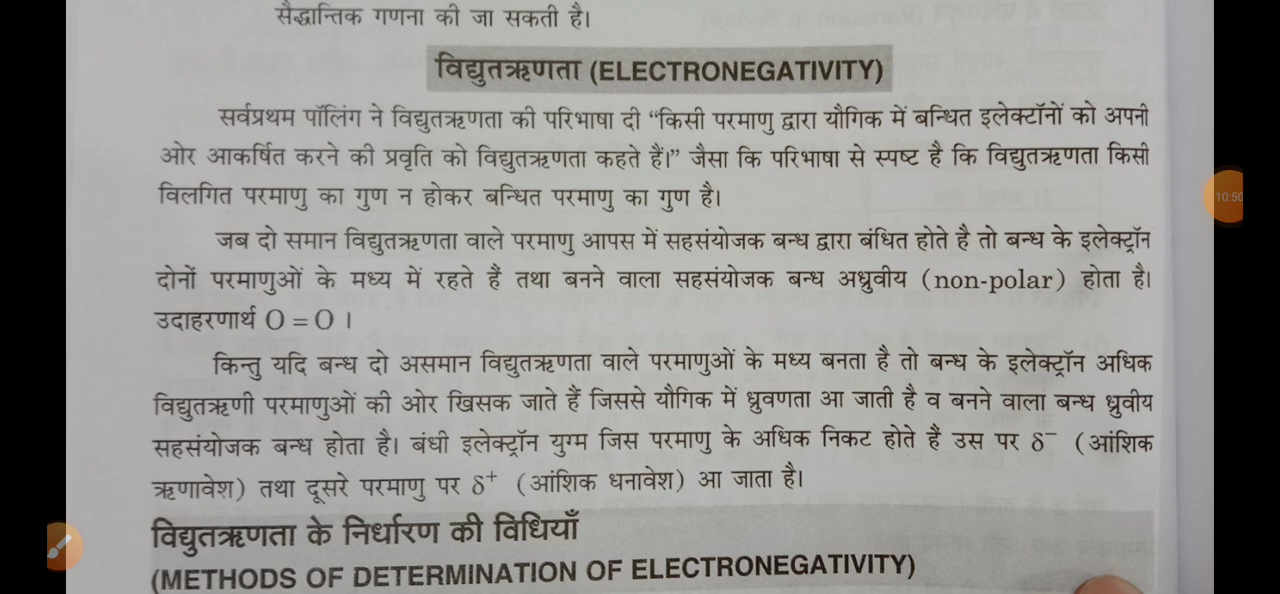 सैद्धान्तिक गणना की जा सकती है।
विद्युतऋणता (ELECTRONEGATIVITY)
सर्वप्रथम पॉलिंग ने विद्युतऋणता की परिभाषा दी “किसी परमाणु द्वारा यौगिक में बन्धित इलेक्टॉनों को अपनी
ओर आकर्षित करने की प्रवृति को विद्युतऋणता कहते हैं।” जैसा कि परिभाषा से स्पष्ट है कि विद्युतऋणता किसी
विलगित परमाणु का गुण न होकर बन्धित परमाणु का गुण है।
जब दो समान विद्युतऋणता वाले परमाणु आपस में सहसंयोजक बन्ध द्वारा बंधित होते है तो बन्ध के इलेक्ट्रॉन
दोनों परमाणुओं के मध्य में रहते हैं तथा बनने वाला सहसंयोजक बन्ध अध्रुवीय (non-polar) होता है।
उदाहरणार्थ O = O ।
किन्तु यदि बन्ध दो असमान विद्युतऋणता वाले परमाणुओं के मध्य बनता है तो बन्ध के इलेक्ट्रॉन अधिक
विद्युतऋणी परमाणुओं की ओर खिसक जाते हैं जिससे यौगिक में ध्रुवणता आ जाती है व बनने वाला बन्ध ध्रुवीय
सहसंयोजक बन्ध होता है। बंधी इलेक्ट्रॉन युग्म जिस परमाणु के अधिक निकट होते हैं उस पर δ⁻ (आंशिक
ऋणावेश) तथा दूसरे परमाणु पर δ⁺ (आंशिक धनावेश) आ जाता है।
विद्युतऋणता के निर्धारण की विधियाँ
(METHODS OF DETERMINATION OF ELECTRONEGATIVITY)
10:50